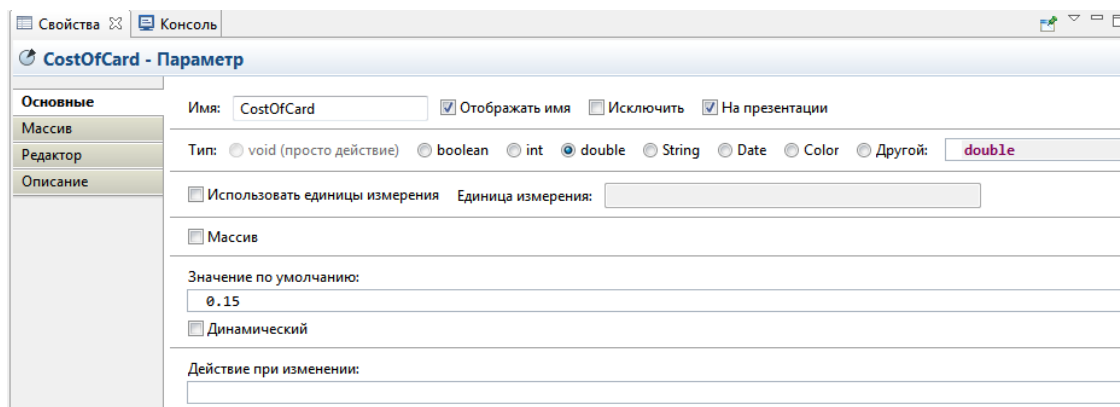 Свойства Консоль
CostOfCard - Параметр
Основные
Массив
Редактор
Описание
Имя: CostOfCard Отображать имя Исключить На презентации
Тип: void (просто действие) boolean int double String Date Color Другой: double
Использовать единицы измерения Единица измерения:
Массив
Значение по умолчанию:
0.15
Динамический
Действие при изменении: